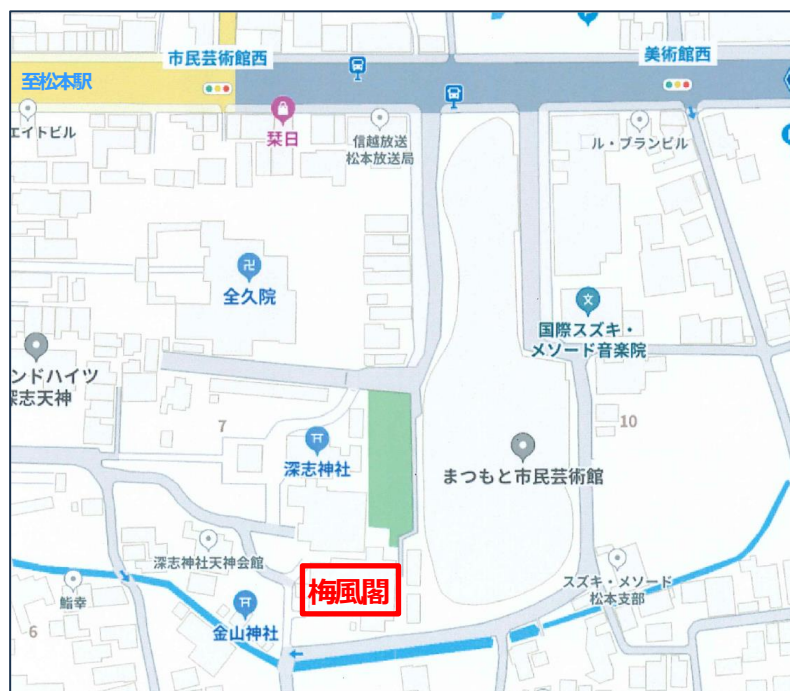 市民芸術館西
美術館西
至松本駅
エイトビル
栞日
信越放送
松本放送局
ル・ブランビル
全久院
国際スズキ・
メソード音楽院
ンドハイツ
深志天神
7
10
深志神社
まつもと市民芸術館
深志神社天神会館
梅風閣
スズキ・メソード
松本支部
鮨幸
金山神社
6